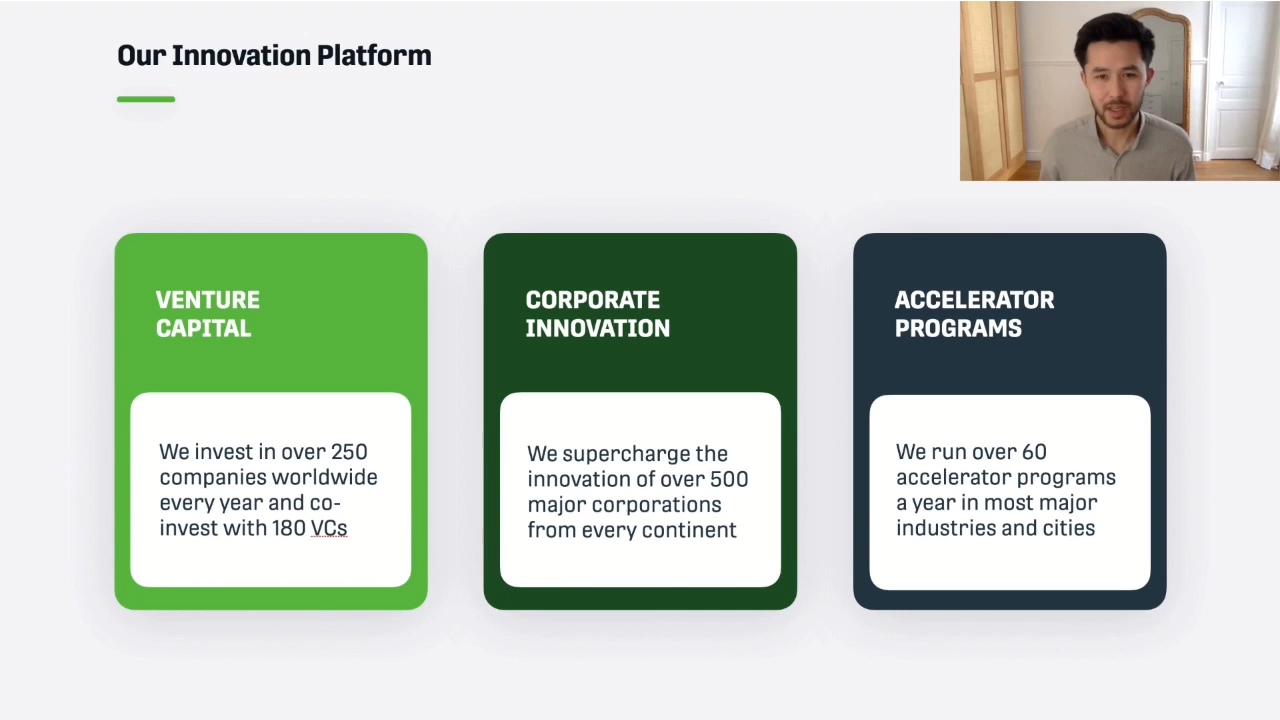 Our Innovation Platform
VENTURE
CAPITAL
We invest in over 250
companies worldwide
every year and co-
invest with 180 VCs
CORPORATE
INNOVATION
We supercharge the
innovation of over 500
major corporations
from every continent
ACCELERATOR
PROGRAMS
We run over 60
accelerator programs
a year in most major
industries and cities